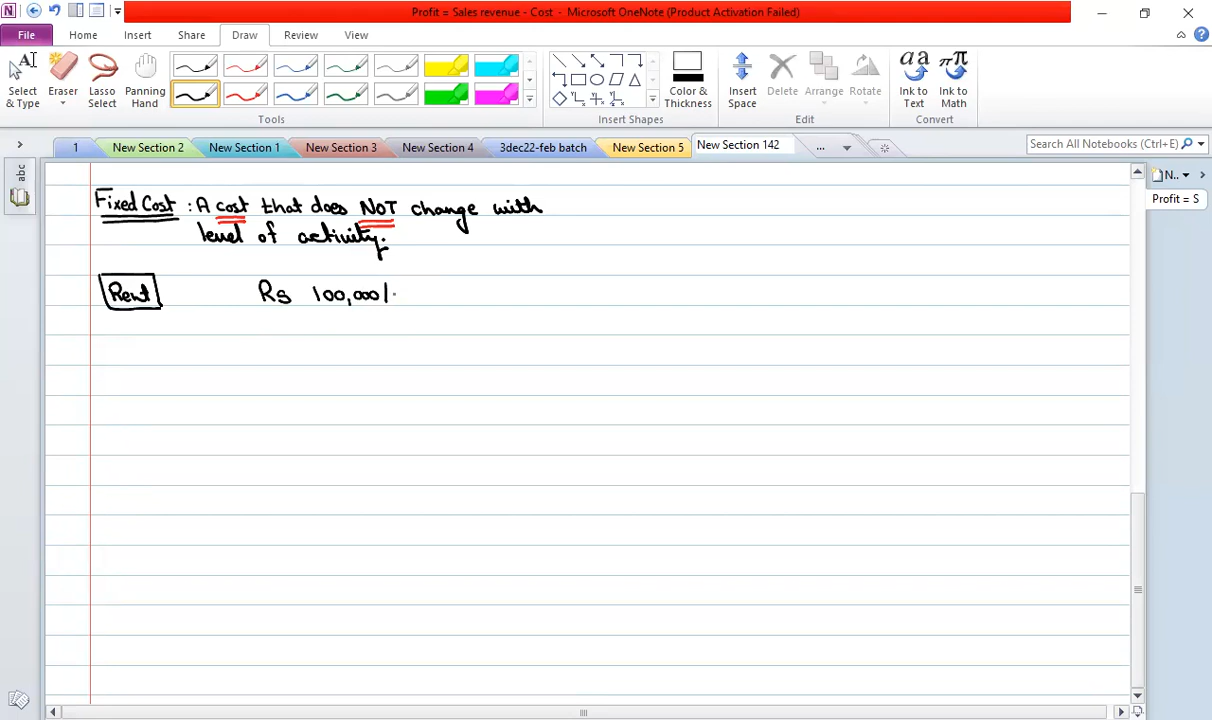 Profit = Sales revenue - Cost - Microsoft OneNote (Product Activation Failed)
File Home Insert Share Draw Review View
Select & Type
Eraser
Lasso Select
Panning Hand
Color & Thickness
Insert Space
Delete
Arrange
Rotate
Ink to Text
Ink to Math
Tools Insert Shapes Edit Convert
1 New Section 2 New Section 1 New Section 3 New Section 4 3dec22-feb batch New Section 5 New Section 142 ... Search All Notebooks (Ctrl+E)
abc
N..
Profit = S
Fixed Cost : A cost that does NOT change with
level of activity.
Rent Rs 100,000/-